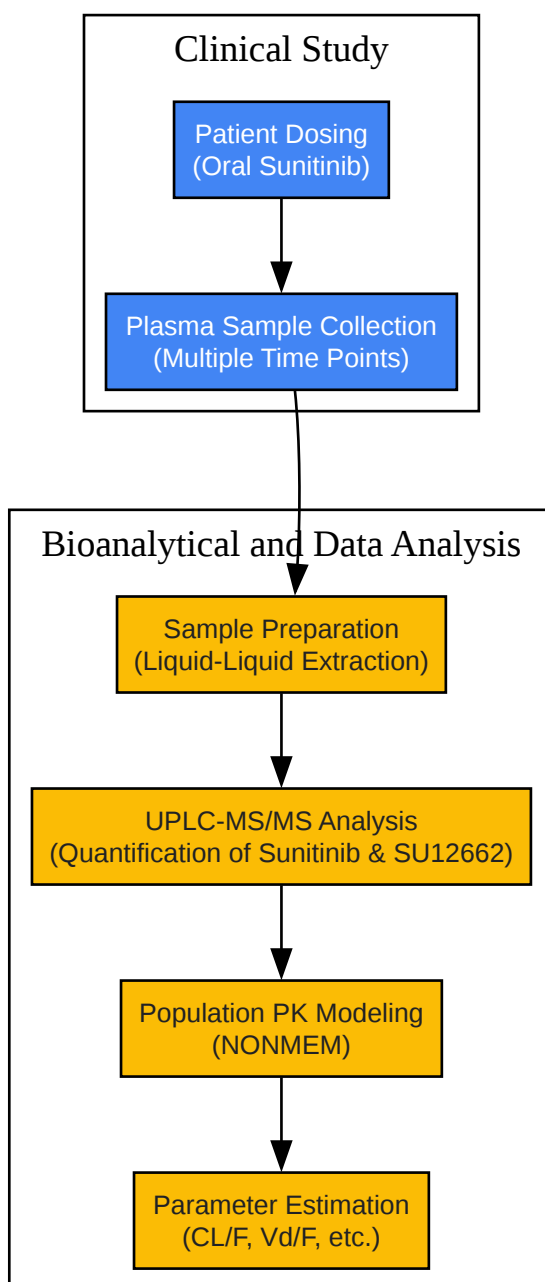 Clinical Study
Patient Dosing
(Oral Sunitinib)
Plasma Sample Collection
(Multiple Time Points)
Bioanalytical and Data Analysis
Sample Preparation
(Liquid-Liquid Extraction)
UPLC-MS/MS Analysis
(Quantification of Sunitinib & SU12662)
Population PK Modeling
(NONMEM)
Parameter Estimation
(CL/F, Vd/F, etc.)